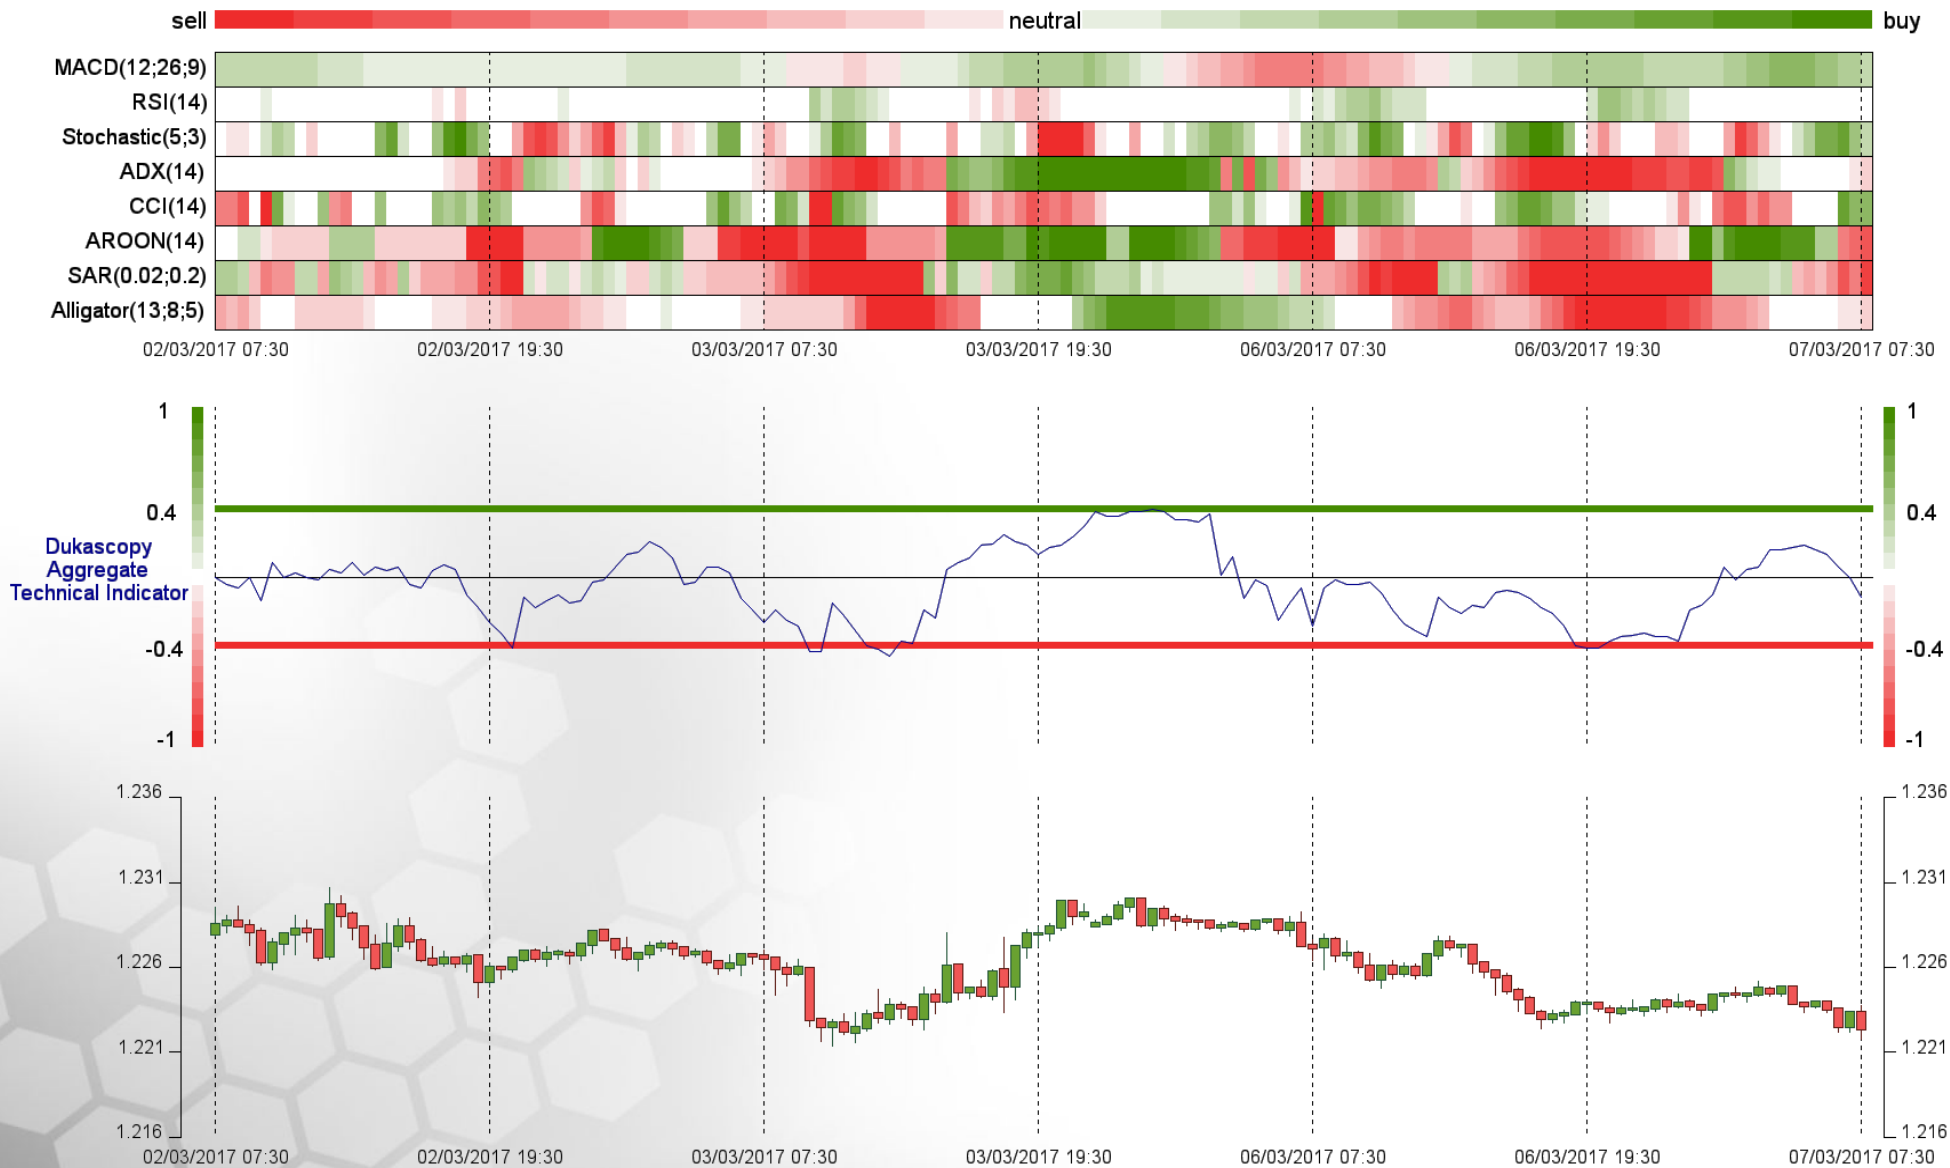 sell neutral buy
MACD(12;26;9)
RSI(14)
Stochastic(5;3)
ADX(14)
CCI(14)
AROON(14)
SAR(0.02;0.2)
Alligator(13;8;5)
02/03/2017 07:30 02/03/2017 19:30 03/03/2017 07:30 03/03/2017 19:30 06/03/2017 07:30 06/03/2017 19:30 07/03/2017 07:30
1 1
0.4 0.4
Dukascopy
Aggregate
Technical Indicator
-0.4 -0.4
-1 -1
1.236 1.236
1.231 1.231
1.226 1.226
1.221 1.221
1.216 1.216
02/03/2017 07:30 02/03/2017 19:30 03/03/2017 07:30 03/03/2017 19:30 06/03/2017 07:30 06/03/2017 19:30 07/03/2017 07:30